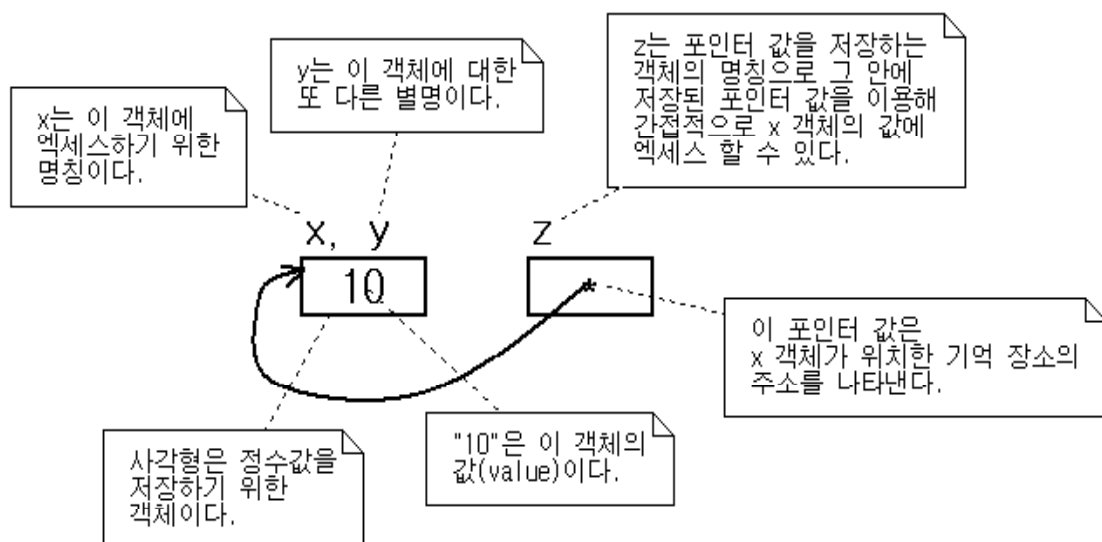 x는 이 객체에
엑세스하기 위한
명칭이다.
y는 이 객체에 대한
또 다른 별명이다.
z는 포인터 값을 저장하는
객체의 명칭으로 그 안에
저장된 포인터 값을 이용해
간접적으로 x 객체의 값에
엑세스 할 수 있다.
x, y
z
10
*
이 포인터 값은
x 객체가 위치한 기억 장소의
주소를 나타낸다.
사각형은 정수값을
저장하기 위한
객체이다.
"10"은 이 객체의
값(value)이다.